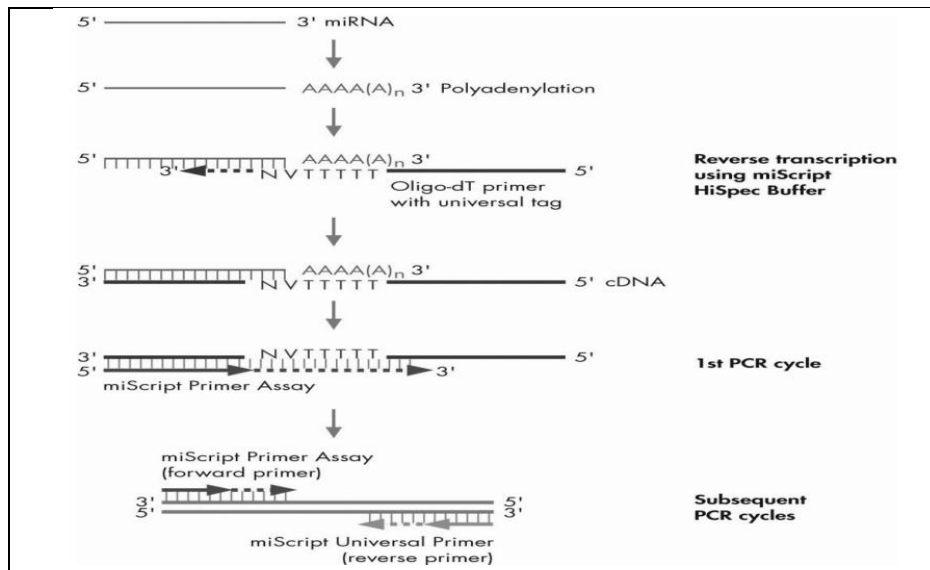 5' 3' miRNA
5' AAAA(A)n 3' Polyadenylation
5' AAAA(A)n 3'
3' N V T T T T T 5'
Oligo-dT primer
with universal tag
Reverse transcription
using miScript
HiSpec Buffer
5' AAAA(A)n 3'
3' N V T T T T T 5' cDNA
3' N V T T T T T 5'
5' 3'
miScript Primer Assay
1st PCR cycle
miScript Primer Assay
(forward primer)
3' 5'
5' 3'
miScript Universal Primer
(reverse primer)
Subsequent
PCR cycles